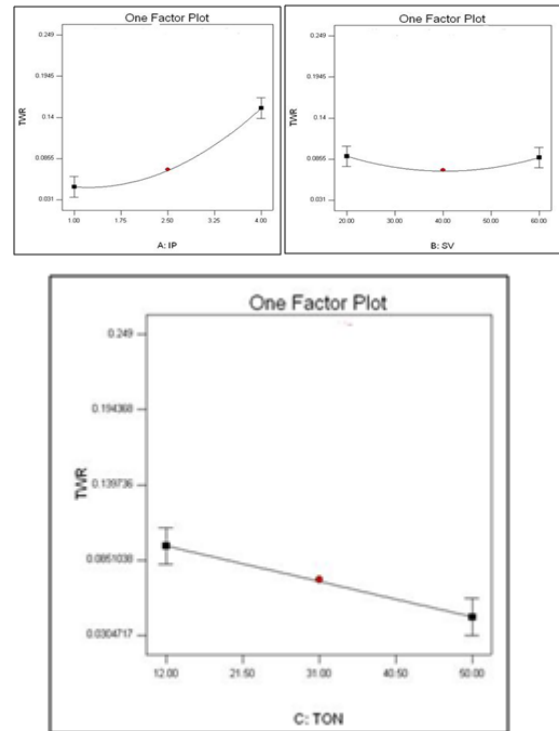 One Factor Plot
0.249
0.1945
0.14
0.0855
0.031
TWR
1.00 1.75 2.50 3.25 4.00
A: IP
One Factor Plot
0.249
0.1945
0.14
0.0855
0.031
TWR
20.00 30.00 40.00 50.00 60.00
B: SV
One Factor Plot
0.249
0.194368
0.139736
0.0851038
0.0304717
TWR
12.00 21.50 31.00 40.50 50.00
C: TON